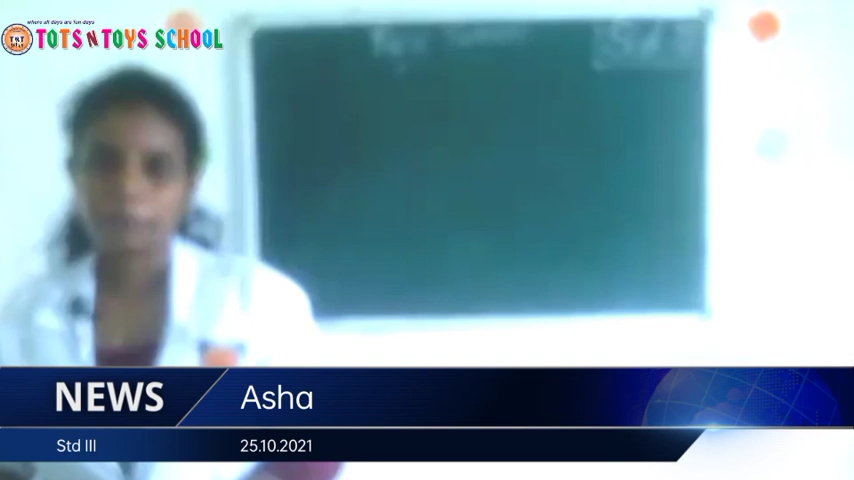 where all days are fun days
TOTS N TOYS SCHOOL
NEWS
Asha
Std III
25.10.2021